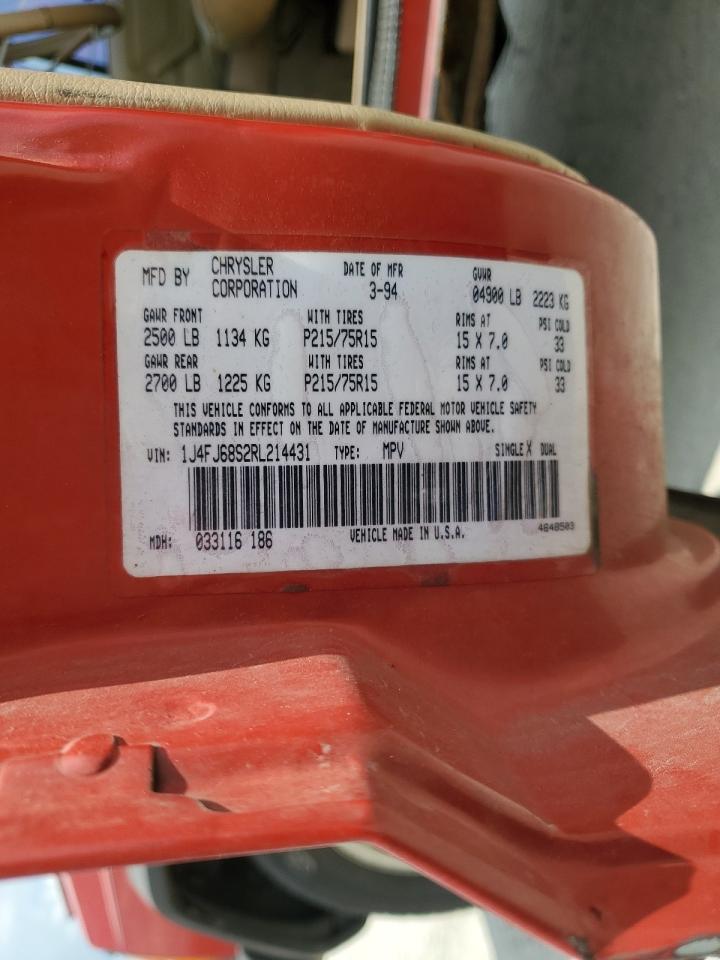 MFD BY CHRYSLER CORPORATION DATE OF MFR 3-94 GVWR 04900 LB 2223 KG
GAWR FRONT WITH TIRES RIMS AT PSI COLD
2500 LB 1134 KG P215/75R15 15 X 7.0 33
GAWR REAR WITH TIRES RIMS AT PSI COLD
2700 LB 1225 KG P215/75R15 15 X 7.0 33
THIS VEHICLE CONFORMS TO ALL APPLICABLE FEDERAL MOTOR VEHICLE SAFETY
STANDARDS IN EFFECT ON THE DATE OF MANUFACTURE SHOWN ABOVE.
VIN: 1J4FJ68S2RL214431 TYPE: MPV SINGLE X DUAL
MDH: 033116 186 VEHICLE MADE IN U.S.A. 4648503